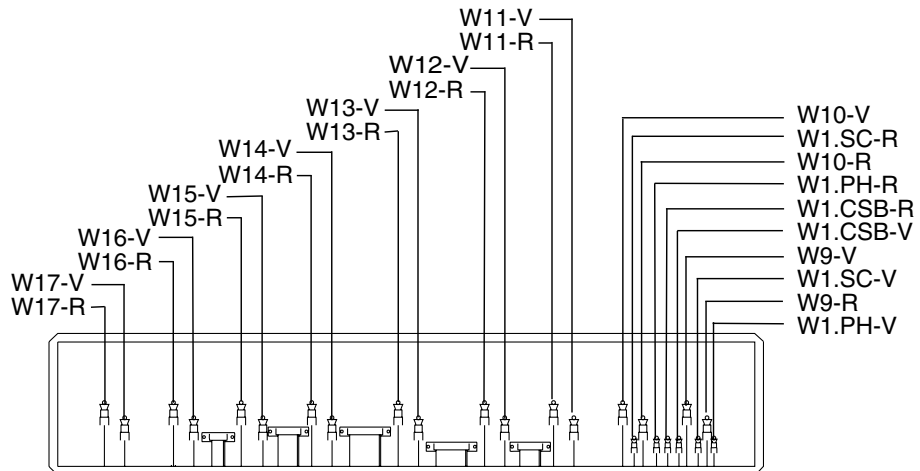 W11-V
W11-R
W12-V
W12-R
W13-V
W13-R
W14-V
W14-R
W15-V
W15-R
W16-V
W16-R
W17-V
W17-R
W10-V
W1.SC-R
W10-R
W1.PH-R
W1.CSB-R
W1.CSB-V
W9-V
W1.SC-V
W9-R
W1.PH-V